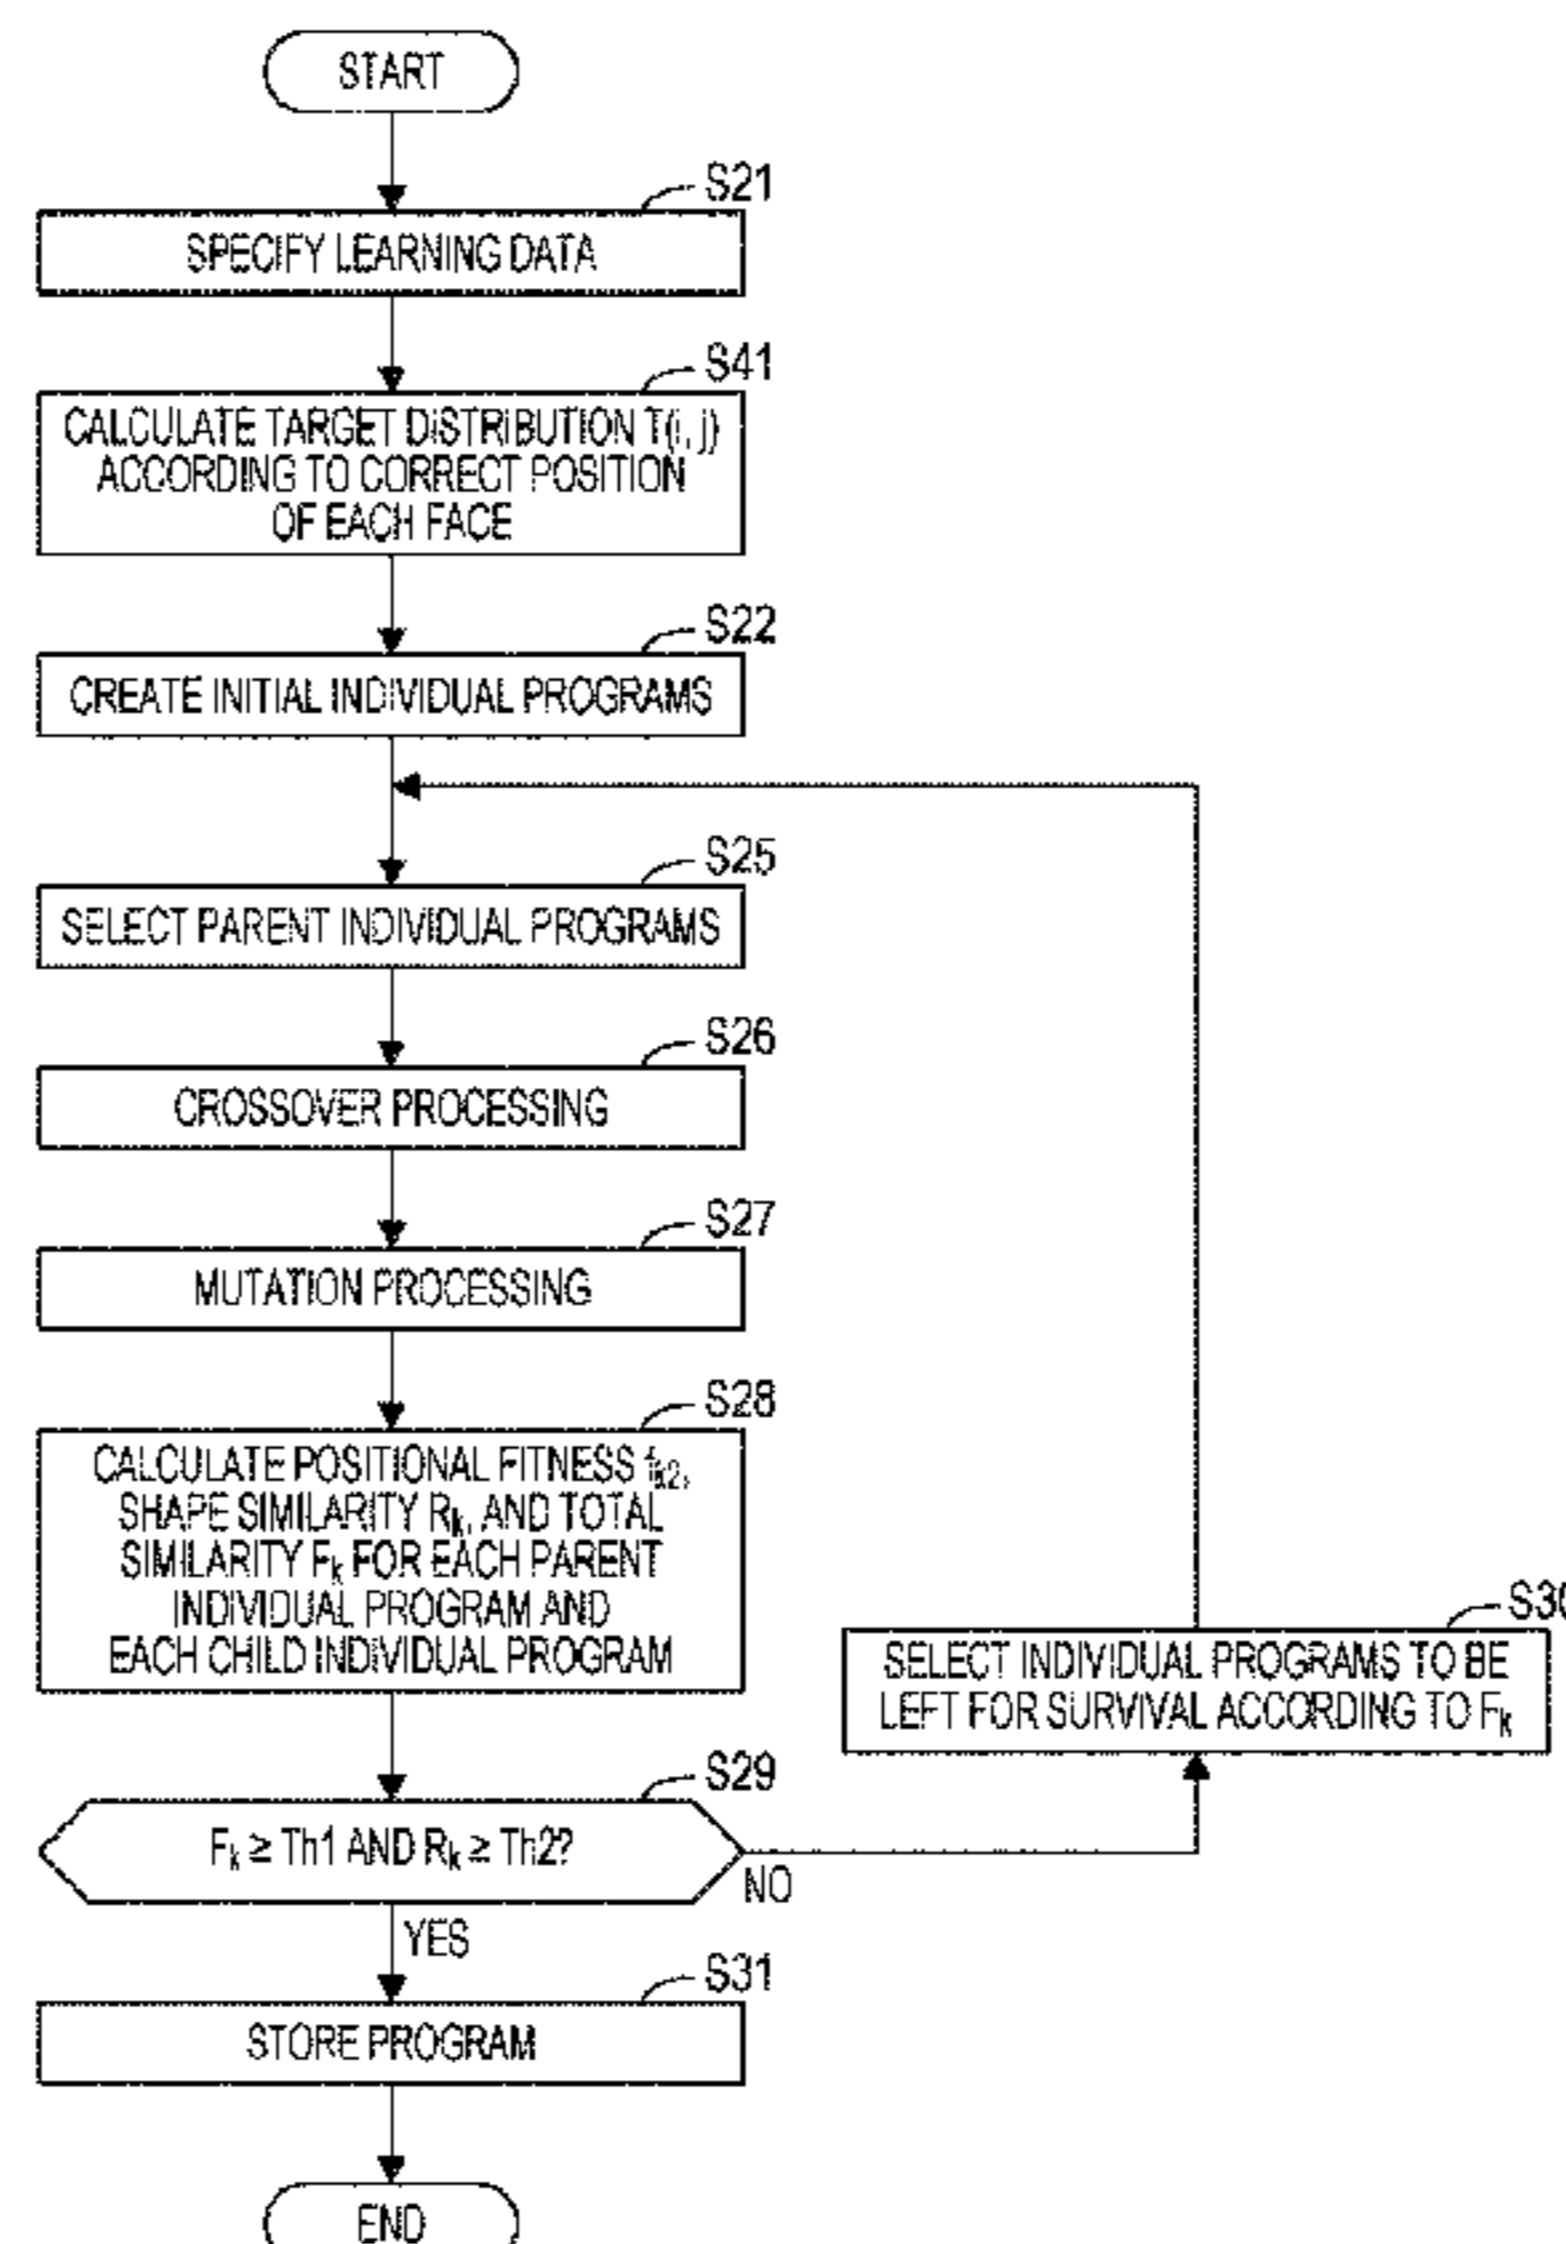 START
S21
SPECIFY LEARNING DATA
S41
CALCULATE TARGET DISTRIBUTION T(i, j)
ACCORDING TO CORRECT POSITION
OF EACH FACE
S22
CREATE INITIAL INDIVIDUAL PROGRAMS
S25
SELECT PARENT INDIVIDUAL PROGRAMS
S26
CROSSOVER PROCESSING
S27
MUTATION PROCESSING
S28
CALCULATE POSITIONAL FITNESS fk2,
SHAPE SIMILARITY Rk, AND TOTAL
SIMILARITY Fk FOR EACH PARENT
INDIVIDUAL PROGRAM AND
EACH CHILD INDIVIDUAL PROGRAM
S30
SELECT INDIVIDUAL PROGRAMS TO BE
LEFT FOR SURVIVAL ACCORDING TO Fk
S29
Fk ≥ Th1 AND Rk ≥ Th2?
NO
YES
S31
STORE PROGRAM
END